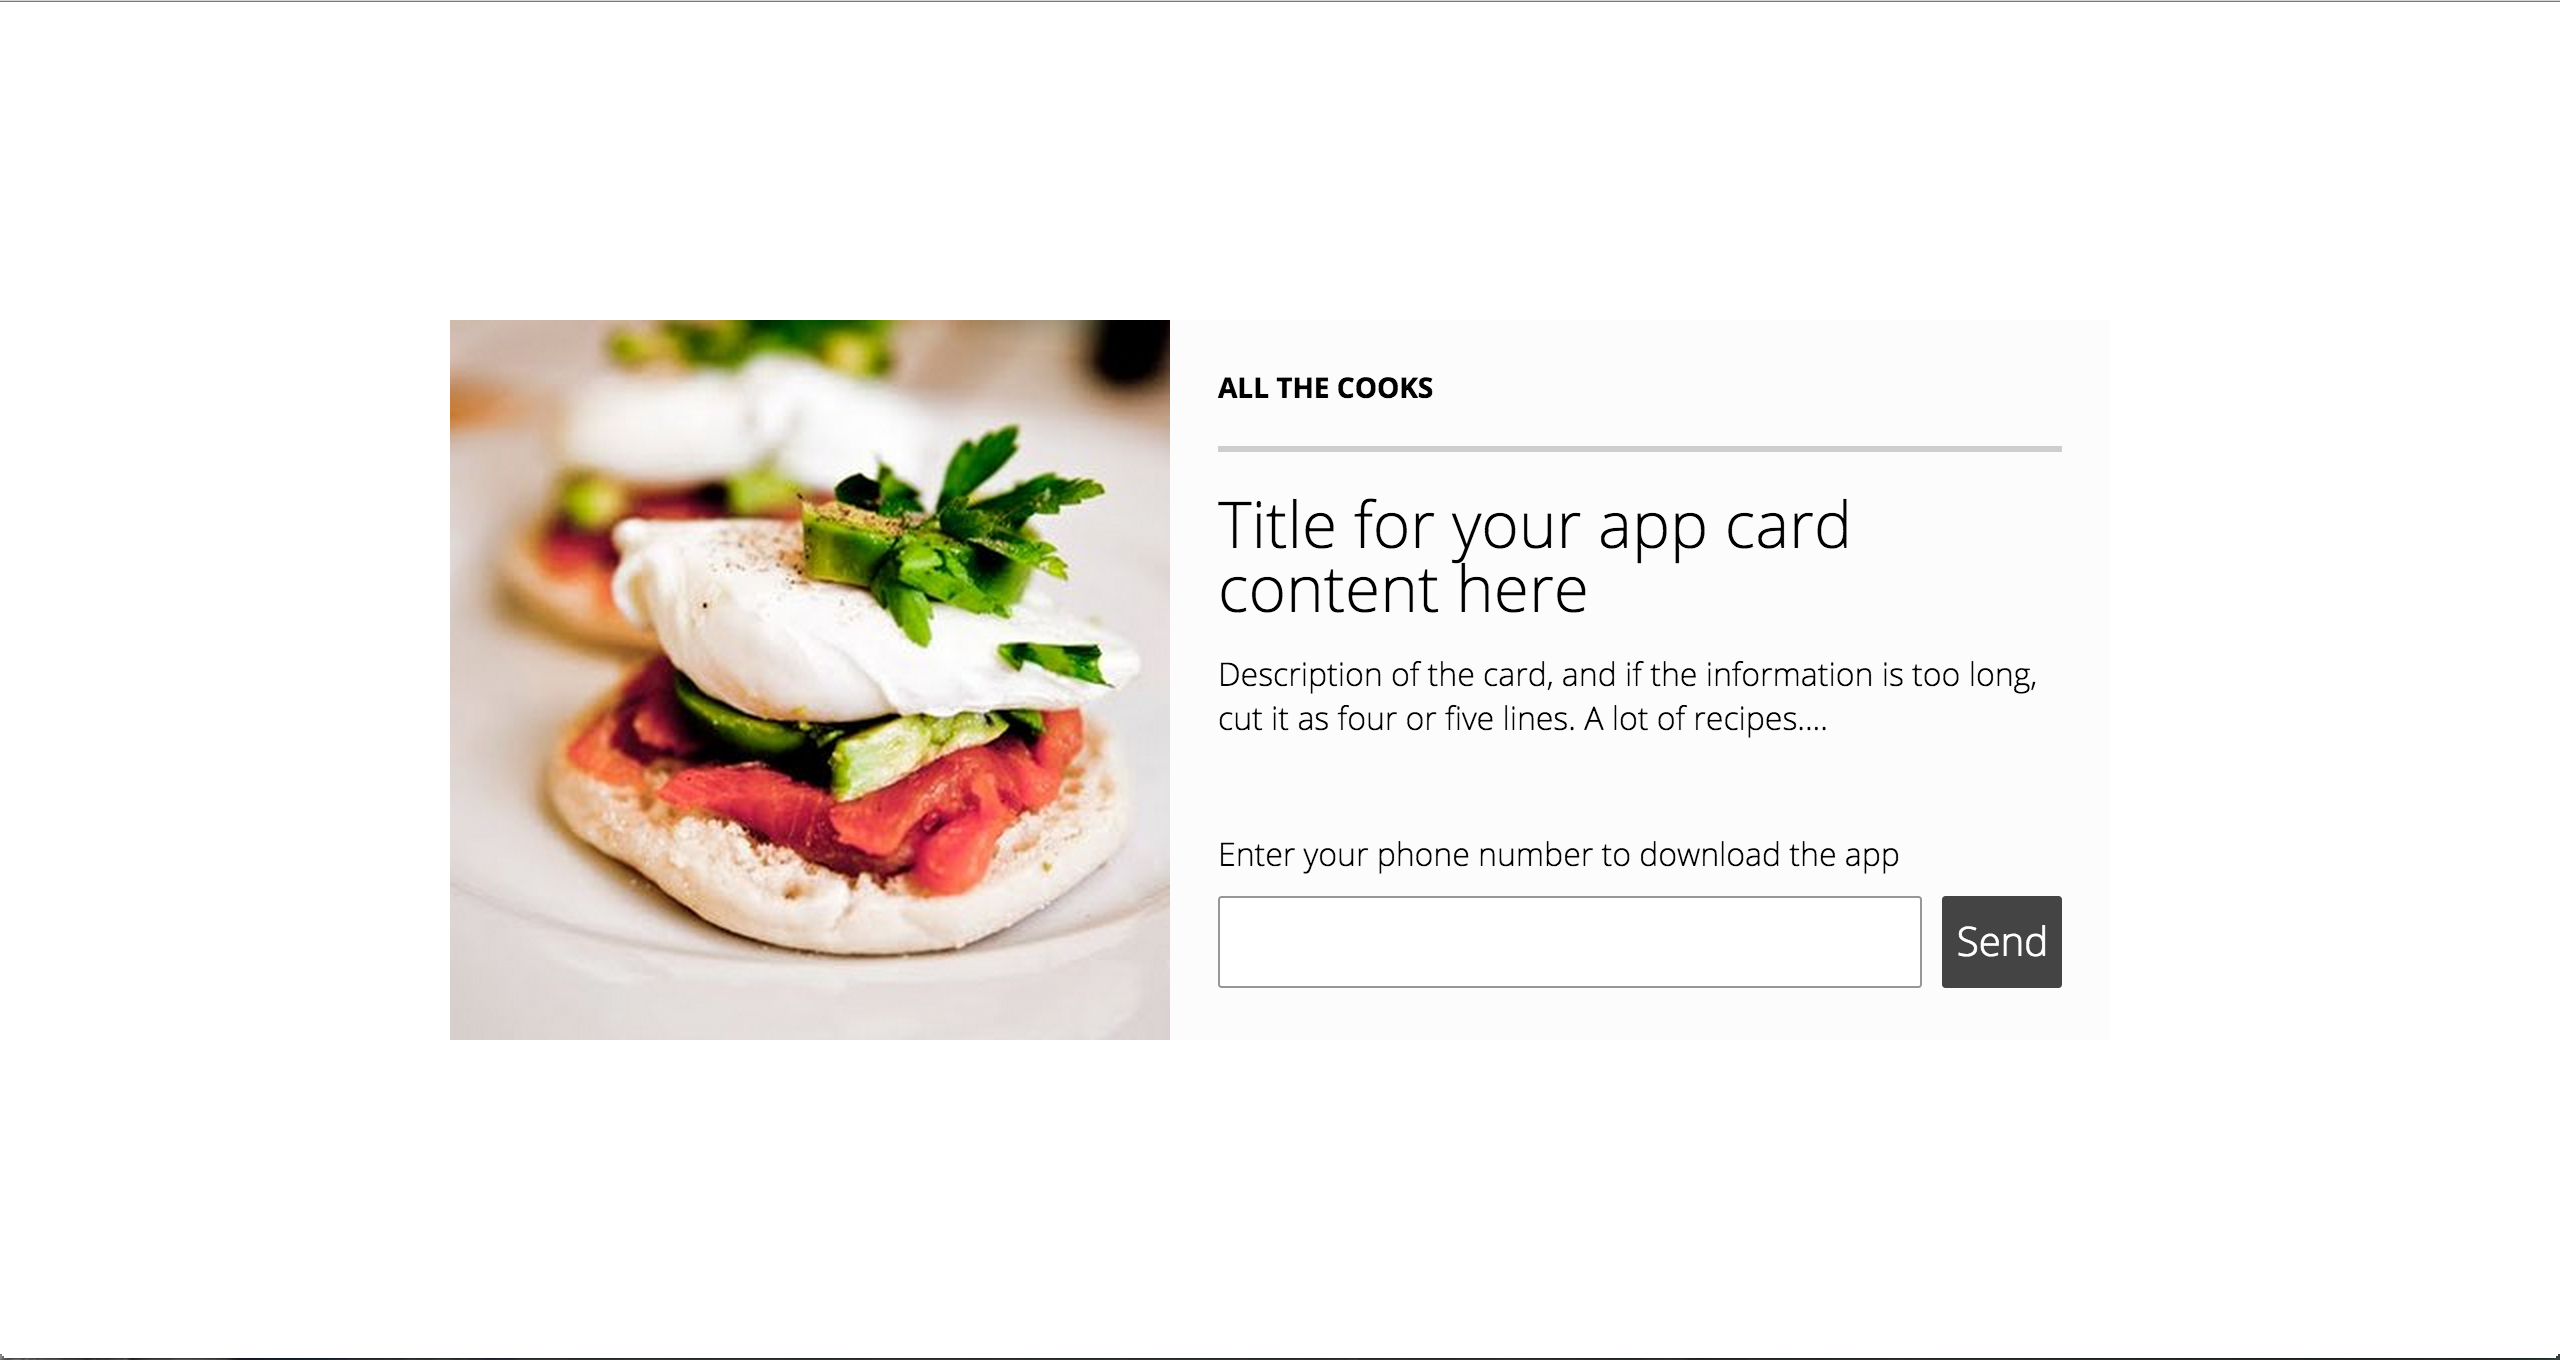 ALL THE COOKS
Title for your app card
content here
Description of the card, and if the information is too long,
cut it as four or five lines. A lot of recipes....
Enter your phone number to download the app
Send